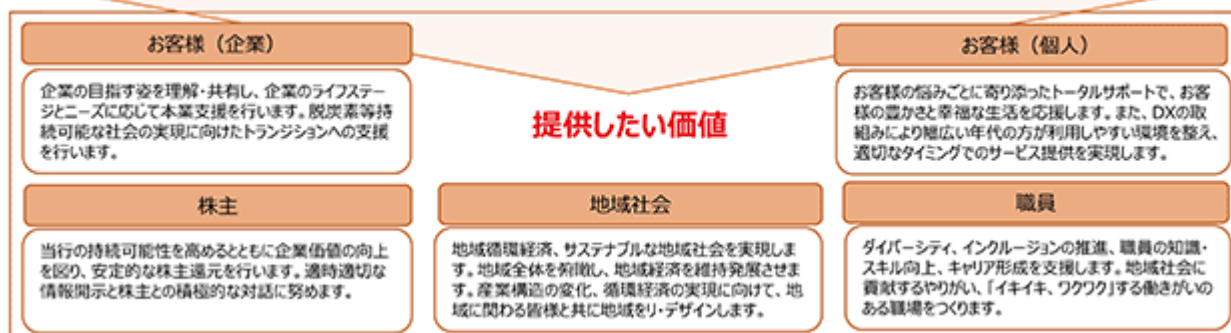 お客様（企業）
企業の目指す姿を理解・共有し、企業のライフステー
ジとニーズに応じて本業支援を行います。脱炭素等持
続可能な社会の実現に向けたトランジションへの支援
を行います。
提供したい価値
お客様（個人）
お客様の悩みごとに寄り添ったトータルサポートで、お客
様の豊かさと幸福な生活を応援します。また、DXの取
組みにより幅広い年代の方が利用しやすい環境を整え、
適切なタイミングでのサービス提供を実現します。
株主
当行の持続可能性を高めるとともに企業価値の向上
を図り、安定的な株主還元を行います。適時適切な
情報開示と株主との積極的な対話に努めます。
地域社会
地域循環経済、サステナブルな地域社会を実現しま
す。地域全体を俯瞰し、地域経済を維持発展させま
す。産業構造の変化、循環経済の実現に向けて、地
域に関わる皆様と共に地域をリ・デザインします。
職員
ダイバーシティ、インクルージョンの推進、職員の知識・
スキル向上、キャリア形成を支援します。地域社会に
貢献するやりがい、「イキイキ、ワクワク」する働きがいの
ある職場をつくります。